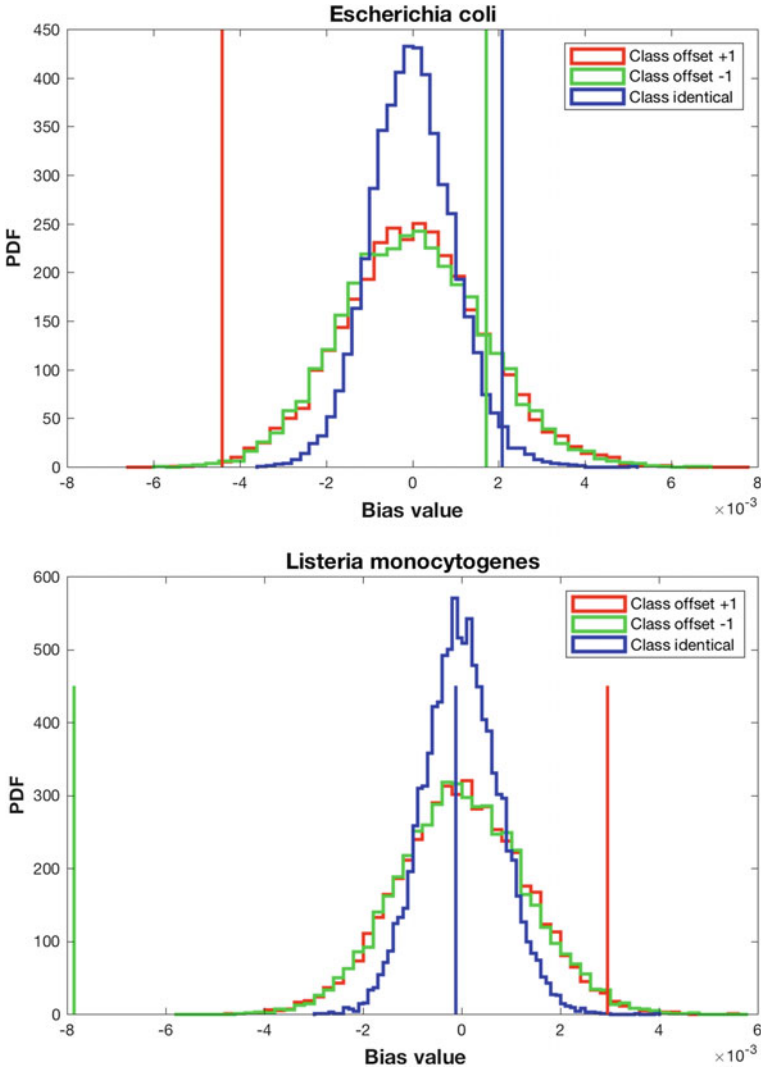 Escherichia coli
450
400
350
300
250
200
150
100
50
0
PDF
Class offset +1
Class offset -1
Class identical
-8 -6 -4 -2 0 2 4 6 8
×10-3
Bias value
Listeria monocytogenes
600
500
400
300
200
100
0
PDF
Class offset +1
Class offset -1
Class identical
-8 -6 -4 -2 0 2 4 6
×10-3
Bias value